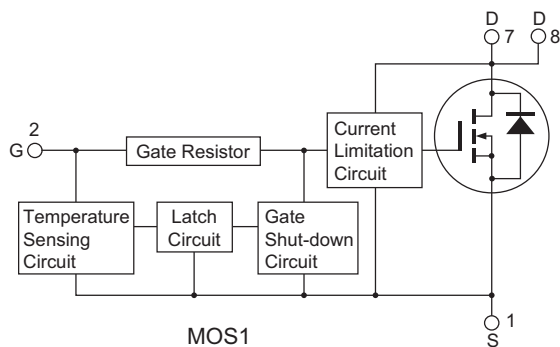 D
D
7
8
2
G
Gate Resistor
Current
Limitation
Circuit
Temperature
Sensing
Circuit
Latch
Circuit
Gate
Shut-down
Circuit
1
S
MOS1